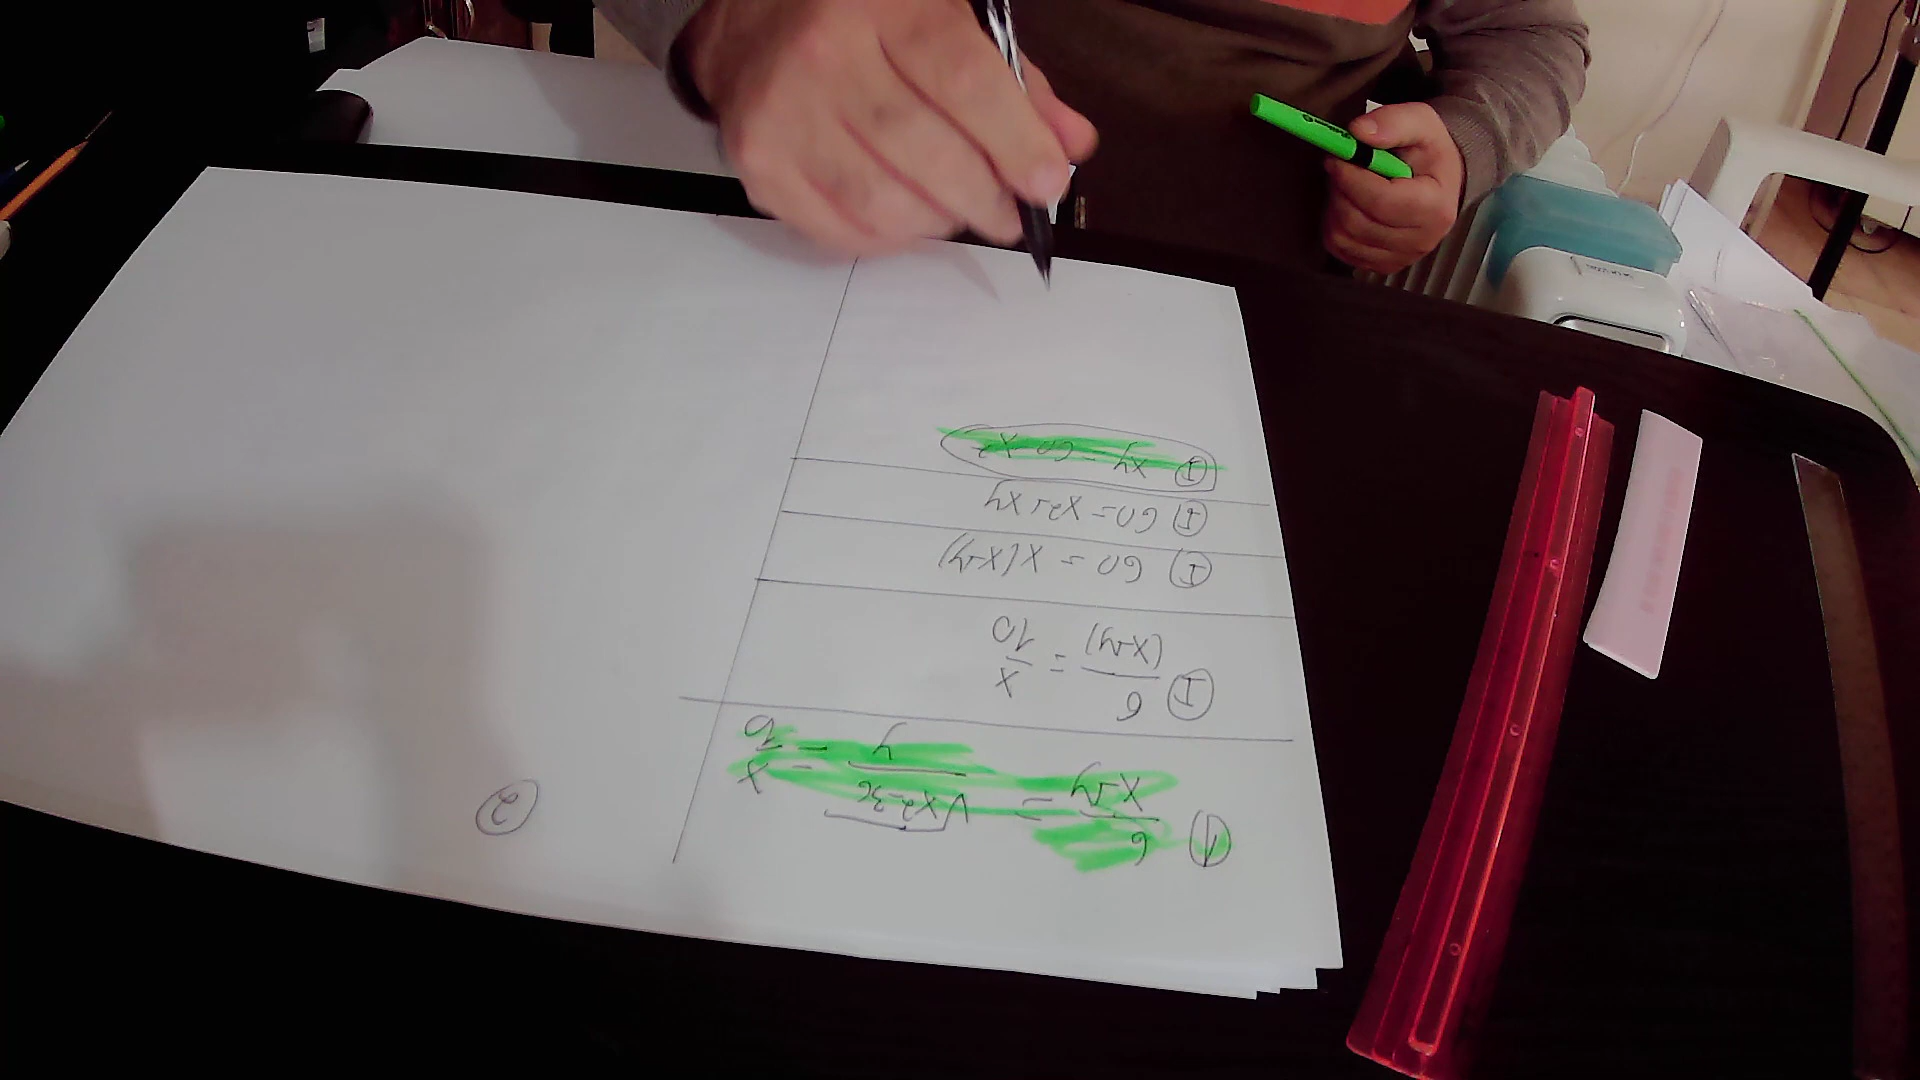 ① 6/(x+y) = √(x²-36)/y = x/10
② 
Ⓘ 6/(x+y) = x/10
Ⓘ 60 = x(x+y)
Ⓘ 60 = x²+xy
Ⓘ xy = 60-x²